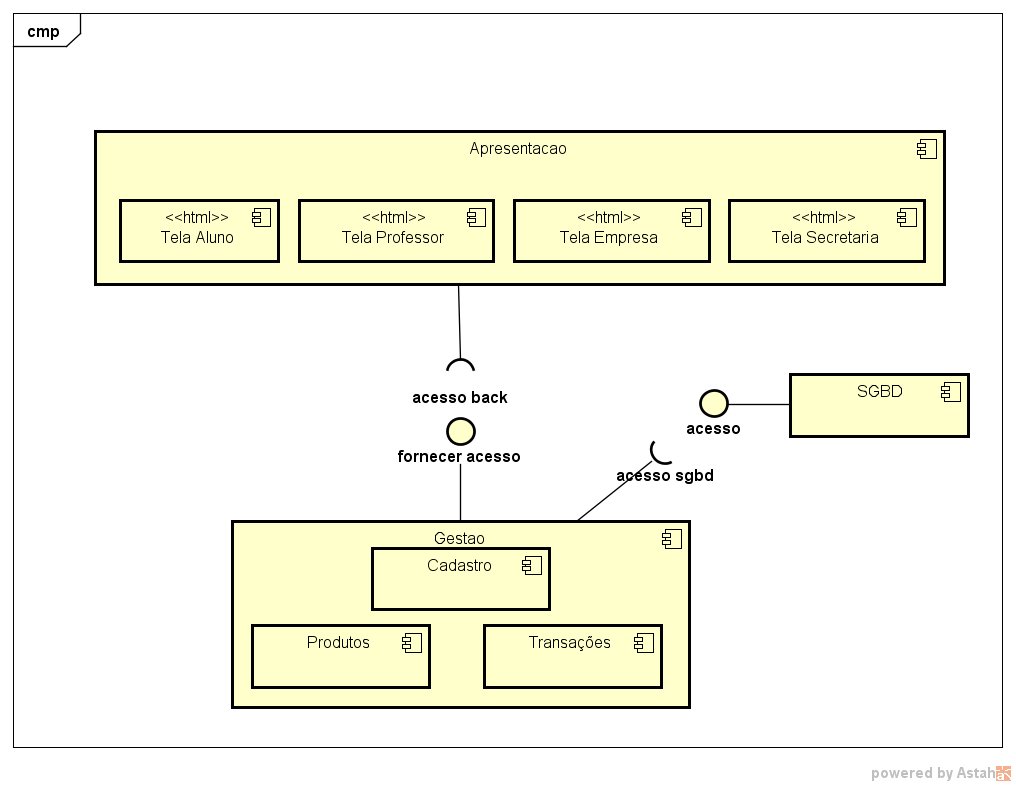 cmp
Apresentacao
<<html>>
Tela Aluno
<<html>>
Tela Professor
<<html>>
Tela Empresa
<<html>>
Tela Secretaria
acesso back
fornecer acesso
SGBD
acesso
acesso sgbd
Gestao
Cadastro
Produtos
Transações
powered by Astah